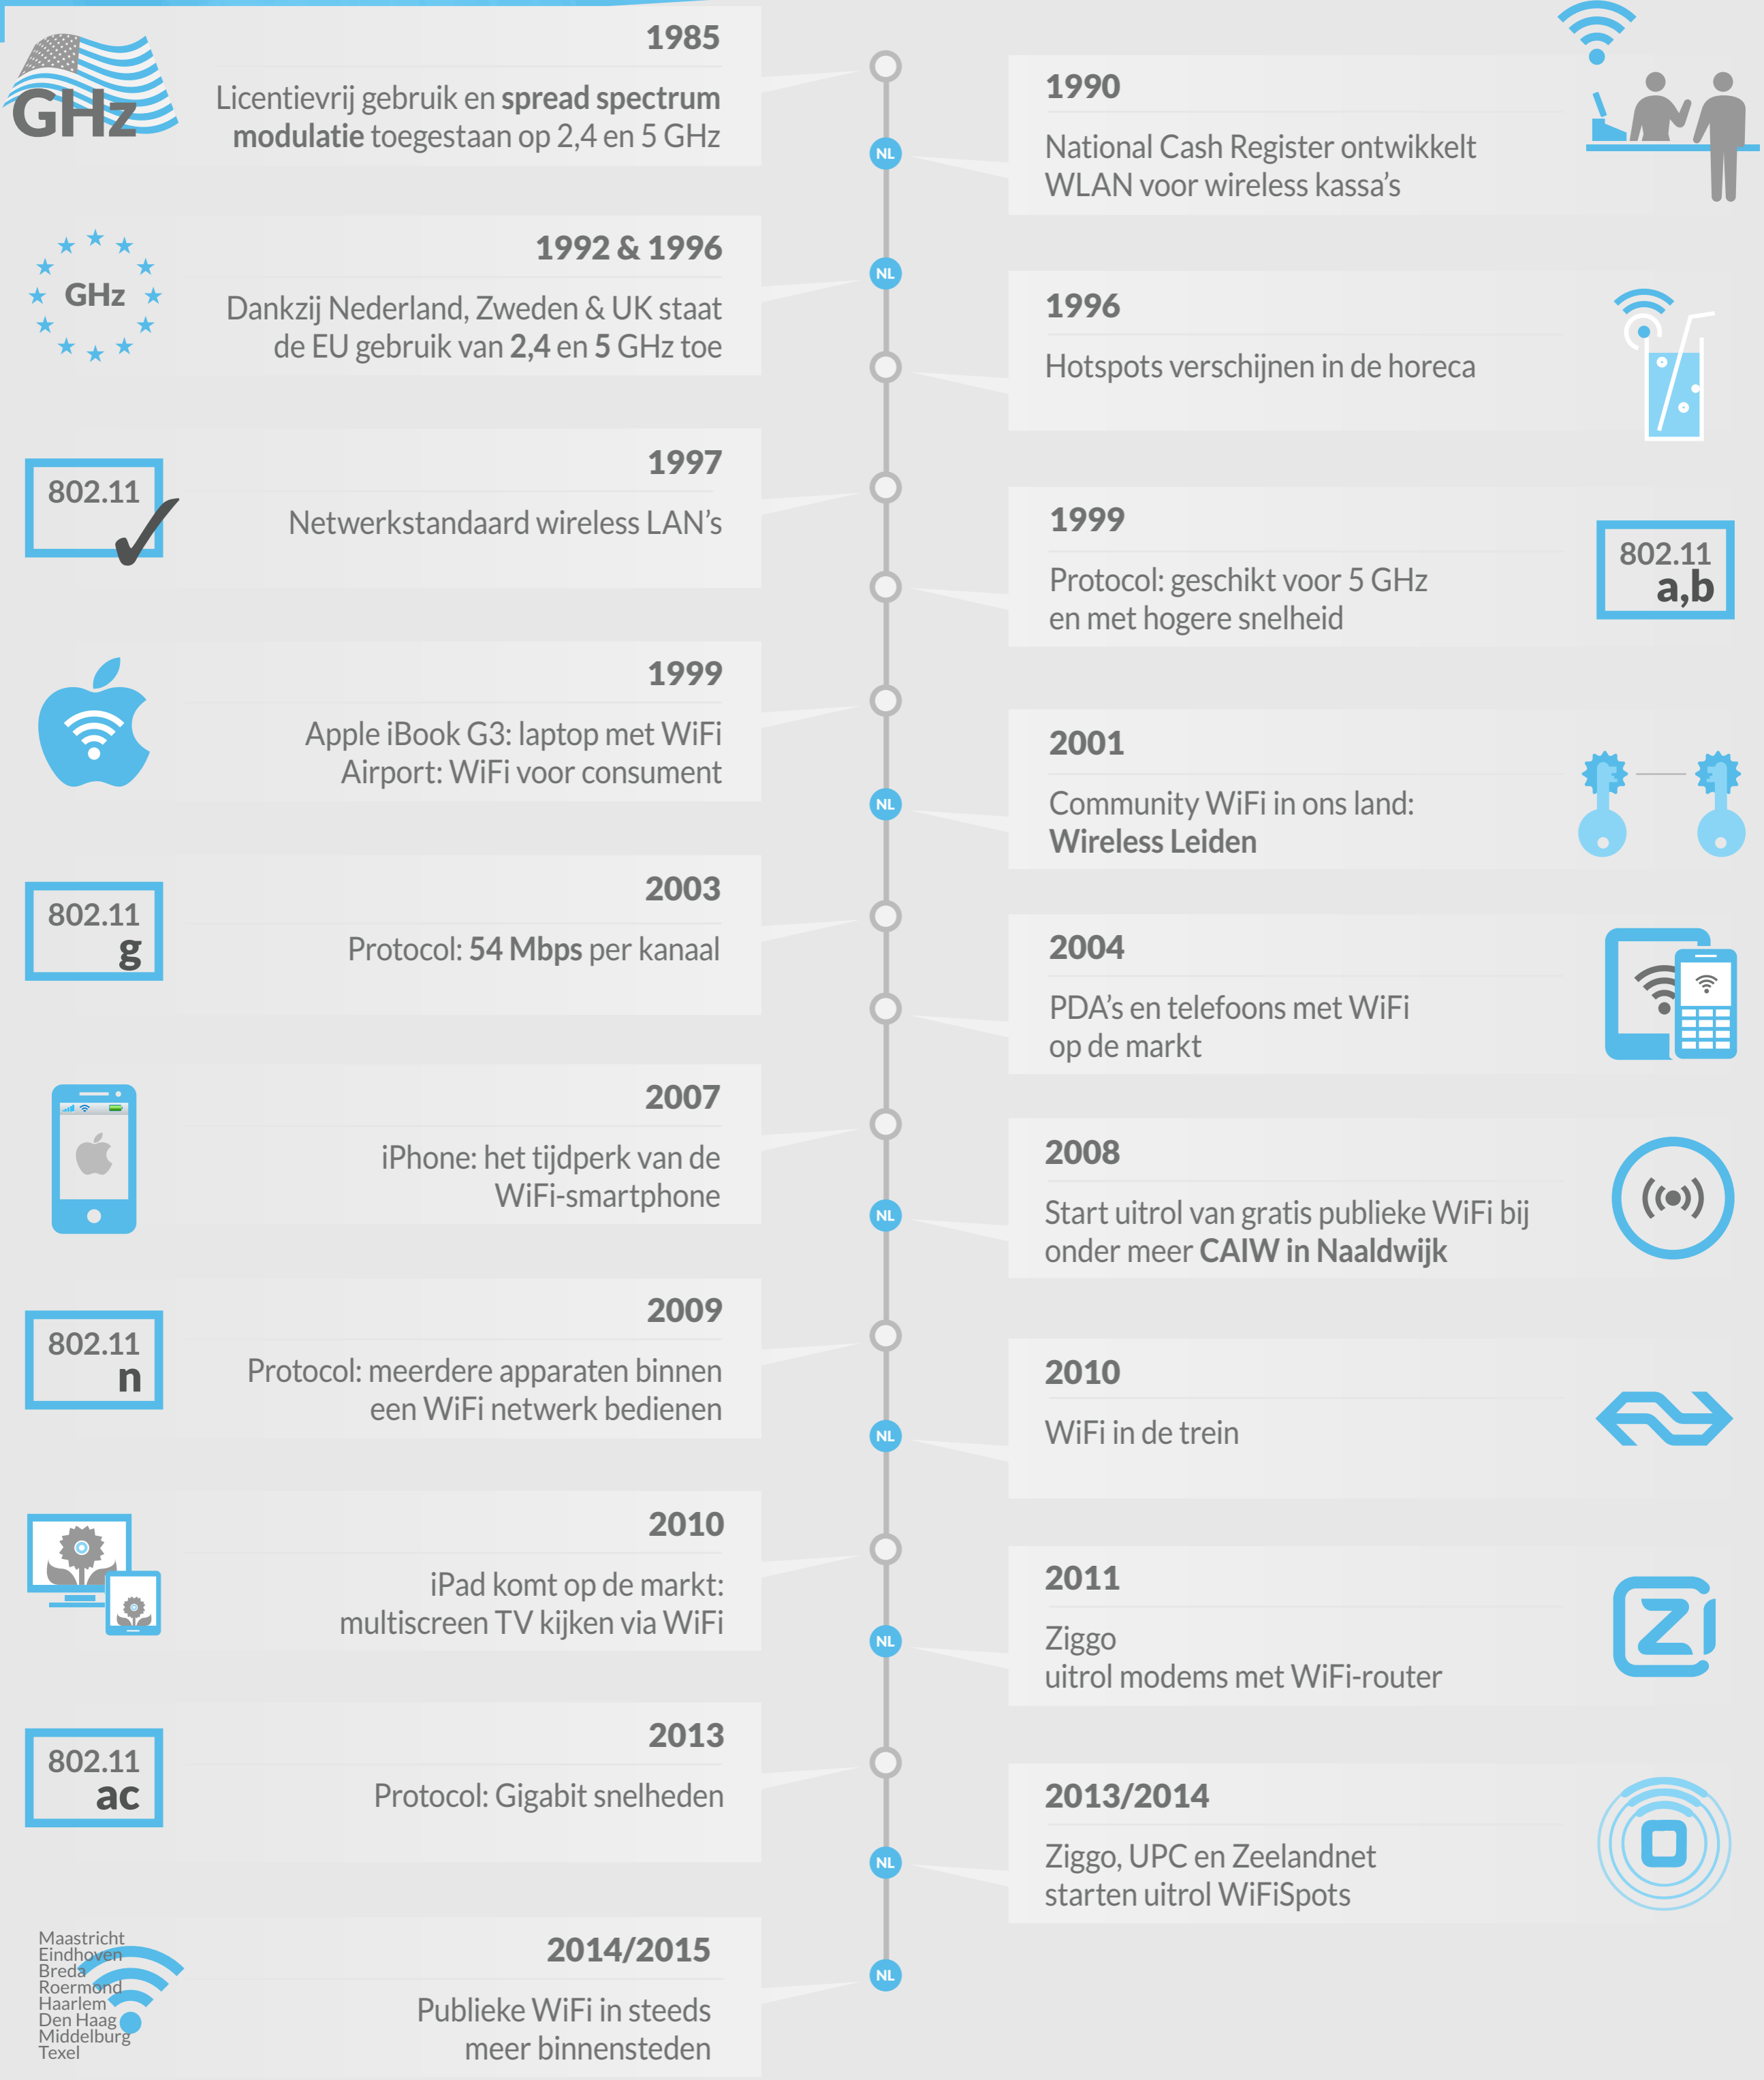 GHz
1985
Licentievrij gebruik en spread spectrum
modulatie toegestaan op 2,4 en 5 GHz
NL
1990
National Cash Register ontwikkelt
WLAN voor wireless kassa's
GHz
1992 & 1996
Dankzij Nederland, Zweden & UK staat
de EU gebruik van 2,4 en 5 GHz toe
NL
1996
Hotspots verschijnen in de horeca
802.11
1997
Netwerkstandaard wireless LAN's
1999
Protocol: geschikt voor 5 GHz
en met hogere snelheid
802.11
a,b
1999
Apple iBook G3: laptop met WiFi
Airport: WiFi voor consument
NL
2001
Community WiFi in ons land:
Wireless Leiden
802.11
g
2003
Protocol: 54 Mbps per kanaal
2004
PDA's en telefoons met WiFi
op de markt
2007
iPhone: het tijdperk van de
WiFi-smartphone
NL
2008
Start uitrol van gratis publieke WiFi bij
onder meer CAIW in Naaldwijk
802.11
n
2009
Protocol: meerdere apparaten binnen
een WiFi netwerk bedienen
NL
2010
WiFi in de trein
2010
iPad komt op de markt:
multiscreen TV kijken via WiFi
NL
2011
Ziggo
uitrol modems met WiFi-router
Z
802.11
ac
2013
Protocol: Gigabit snelheden
NL
2013/2014
Ziggo, UPC en Zeelandnet
starten uitrol WiFiSpots
Maastricht
Eindhoven
Breda
Roermond
Haarlem
Den Haag
Middelburg
Texel
2014/2015
Publieke WiFi in steeds
meer binnensteden
NL